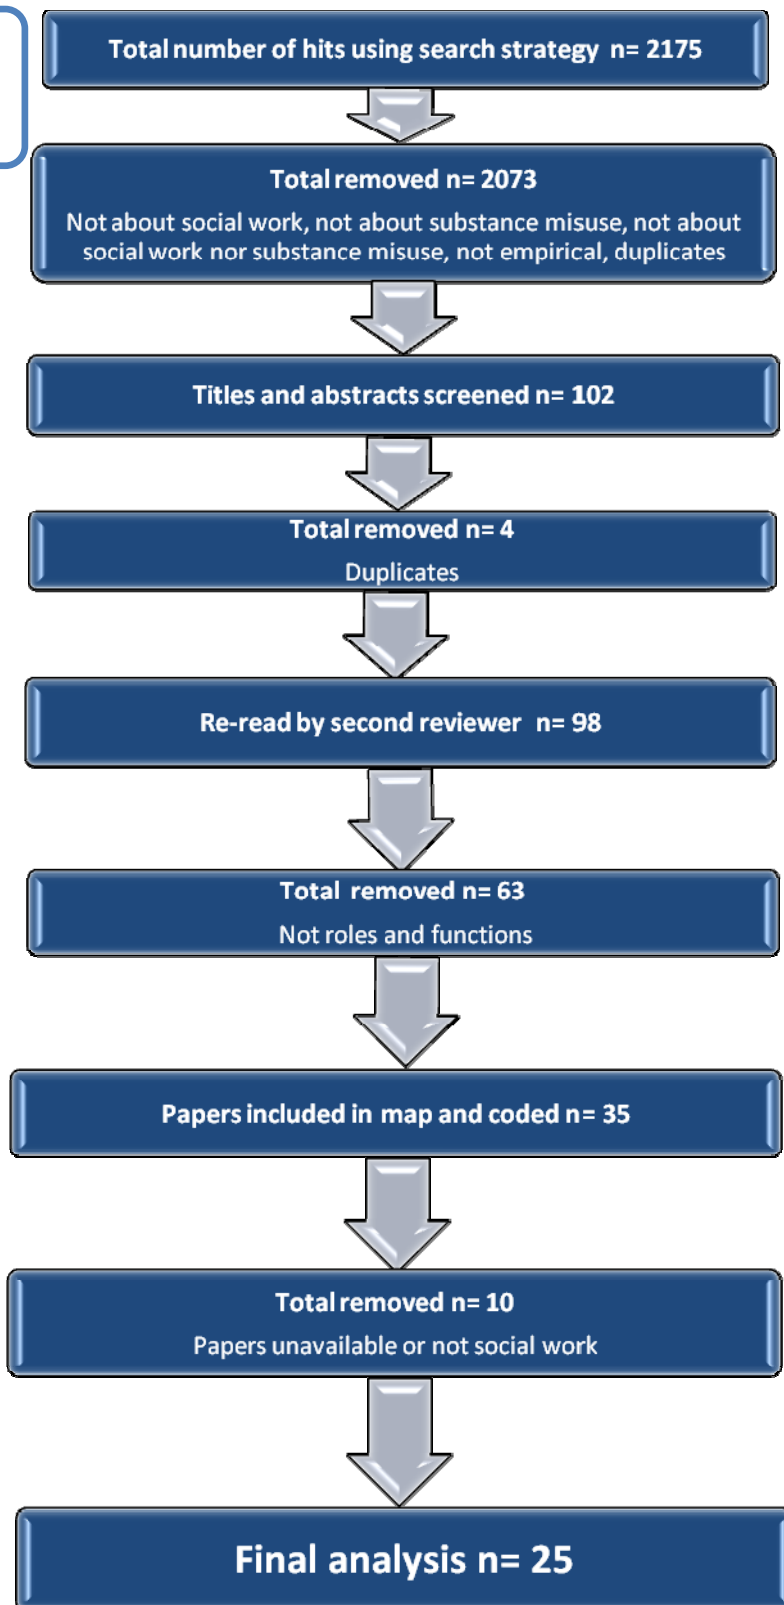 Total number of hits using search strategy n= 2175
Total removed n= 2073
Not about social work, not about substance misuse, not about
social work nor substance misuse, not empirical, duplicates
Titles and abstracts screened n= 102
Total removed n= 4
Duplicates
Re-read by second reviewer n= 98
Total removed n= 63
Not roles and functions
Papers included in map and coded n= 35
Total removed n= 10
Papers unavailable or not social work
Final analysis n= 25